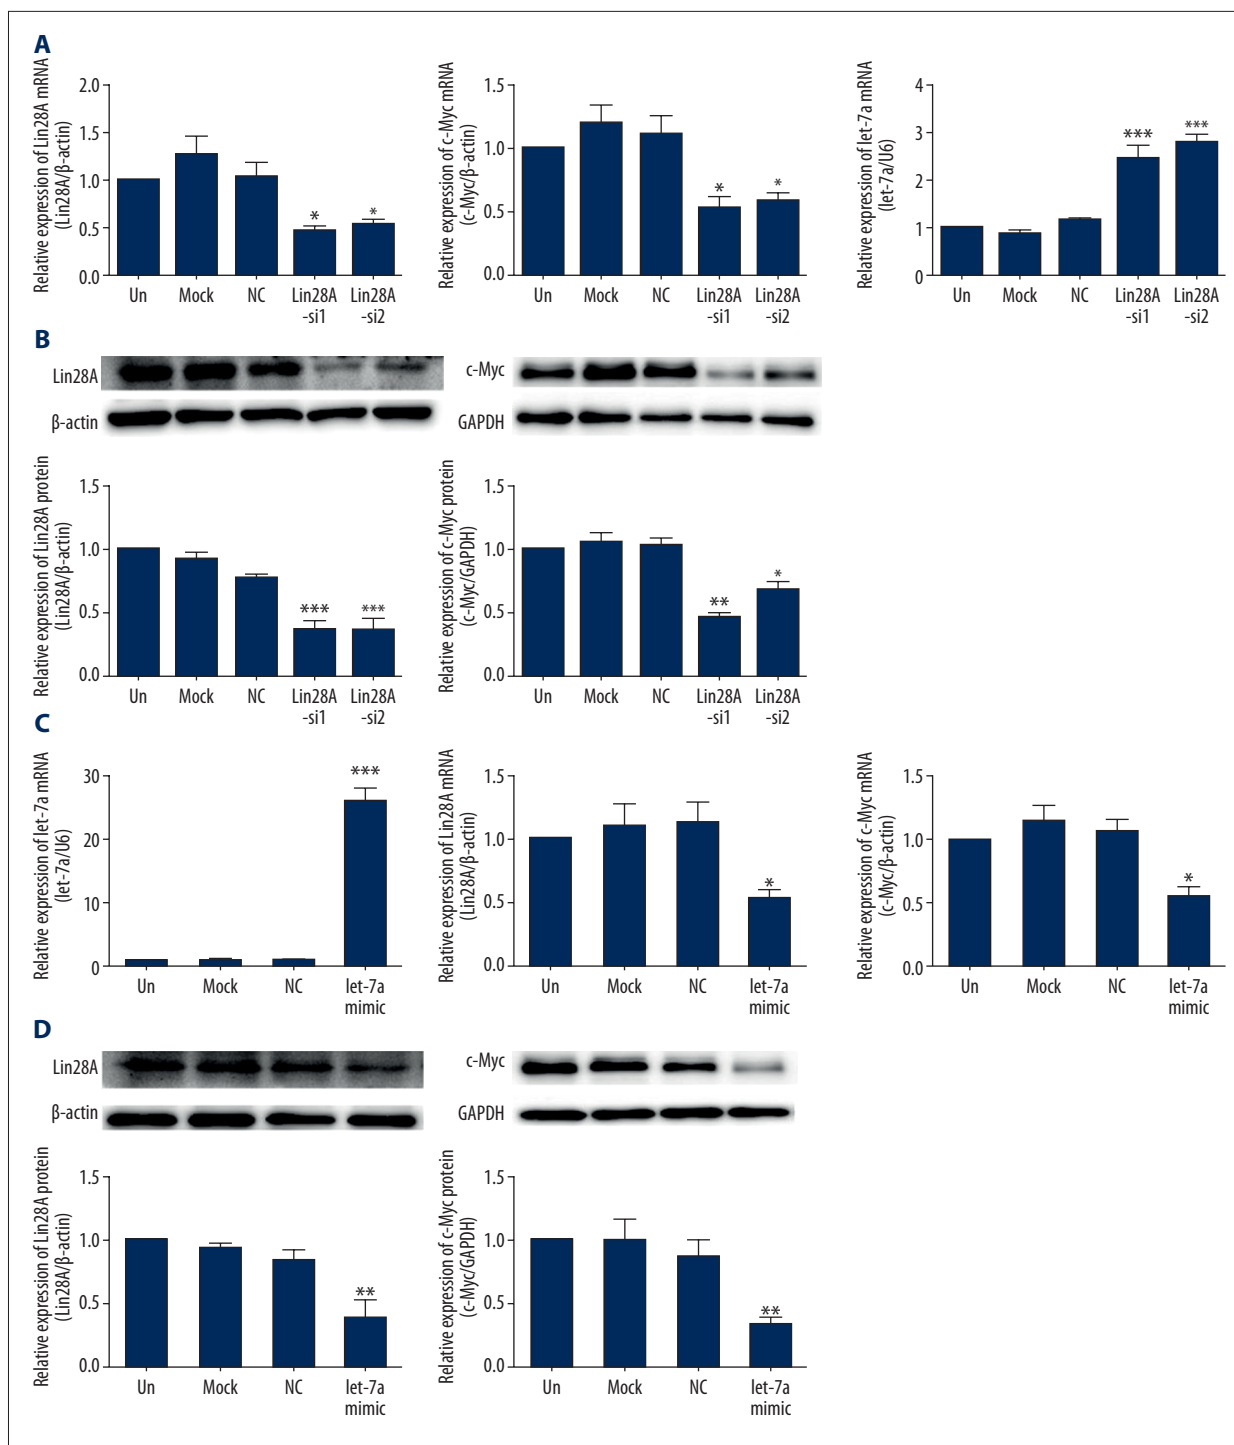 A
Relative expression of Lin28A mRNA
(Lin28A/β-actin)
2.0
1.5
1.0
0.5
0.0
*
*
Un Mock NC Lin28A Lin28A
-si1 -si2
Relative expression of c-Myc mRNA
(c-Myc/β-actin)
1.5
1.0
0.5
0.0
*
*
Un Mock NC Lin28A Lin28A
-si1 -si2
Relative expression of let-7a mRNA
(let-7a/U6)
4
3
2
1
0
***
***
Un Mock NC Lin28A Lin28A
-si1 -si2
B
Lin28A
β-actin
c-Myc
GAPDH
Relative expression of Lin28A protein
(Lin28A/β-actin)
1.5
1.0
0.5
0.0
***
***
Un Mock NC Lin28A Lin28A
-si1 -si2
Relative expression of c-Myc protein
(c-Myc/GAPDH)
1.5
1.0
0.5
0.0
**
*
Un Mock NC Lin28A Lin28A
-si1 -si2
C
Relative expression of let-7a mRNA
(let-7a/U6)
30
20
10
0
***
Un Mock NC let-7a
mimic
Relative expression of Lin28A mRNA
(Lin28A/β-actin)
1.5
1.0
0.5
0.0
*
Un Mock NC let-7a
mimic
Relative expression of c-Myc mRNA
(c-Myc/β-actin)
1.5
1.0
0.5
0.0
*
Un Mock NC let-7a
mimic
D
Lin28A
β-actin
c-Myc
GAPDH
Relative expression of Lin28A protein
(Lin28A/β-actin)
1.5
1.0
0.5
0.0
**
Un Mock NC let-7a
mimic
Relative expression of c-Myc protein
(c-Myc/GAPDH)
1.5
1.0
0.5
0.0
**
Un Mock NC let-7a
mimic